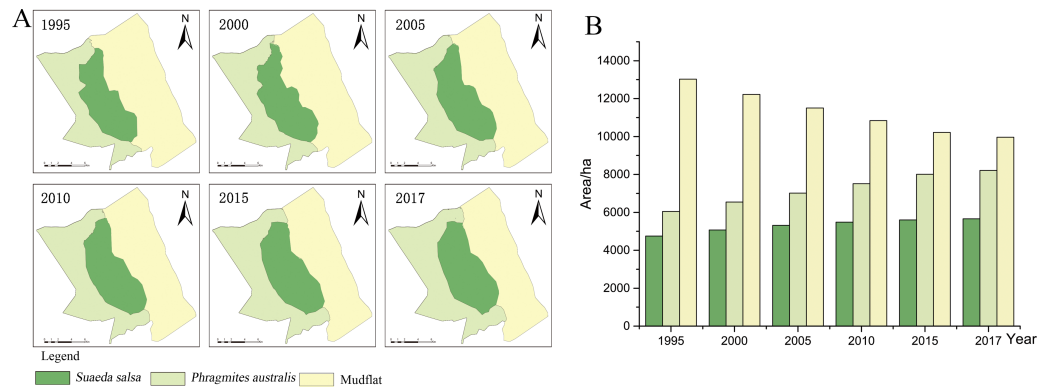 A
1995
N
2000
N
2005
N
2010
N
2015
N
2017
N
Legend
Suaeda salsa
Phragmites australis
Mudflat
B
Area/ha
14000
12000
10000
8000
6000
4000
2000
0
1995 2000 2005 2010 2015 2017 Year